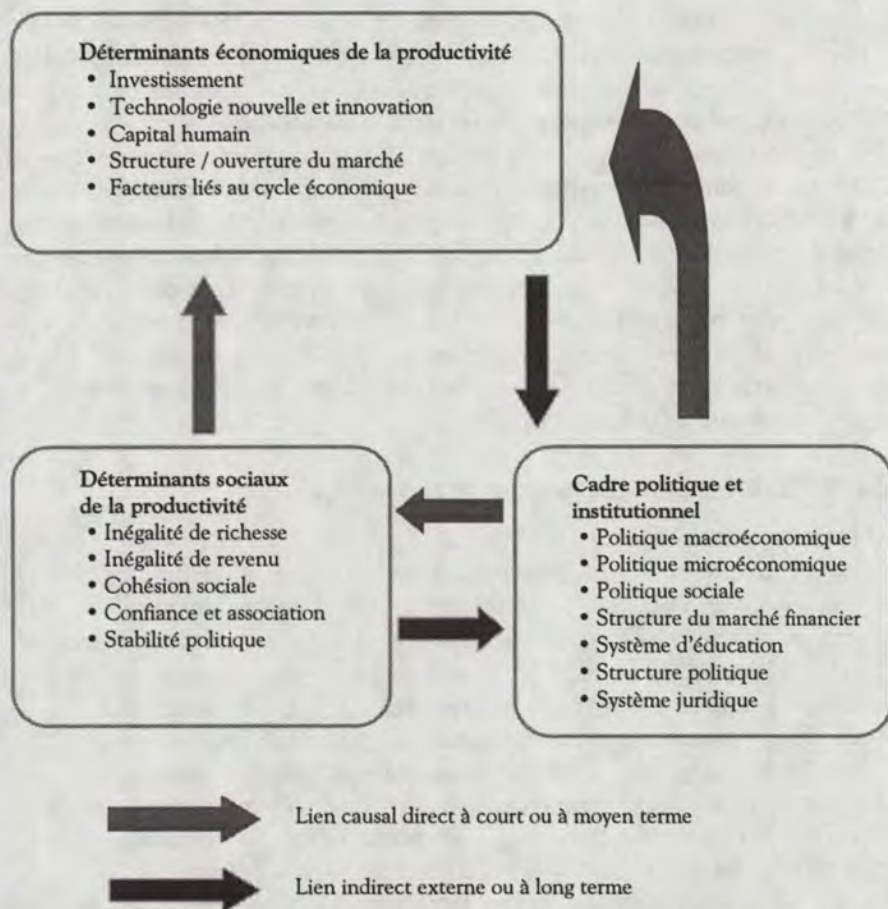 Déterminants économiques de la productivité
• Investissement
• Technologie nouvelle et innovation
• Capital humain
• Structure / ouverture du marché
• Facteurs liés au cycle économique
Déterminants sociaux
de la productivité
• Inégalité de richesse
• Inégalité de revenu
• Cohésion sociale
• Confiance et association
• Stabilité politique
Cadre politique et
institutionnel
• Politique macroéconomique
• Politique microéconomique
• Politique sociale
• Structure du marché financier
• Système d'éducation
• Structure politique
• Système juridique
Lien causal direct à court ou à moyen terme
Lien indirect externe ou à long terme